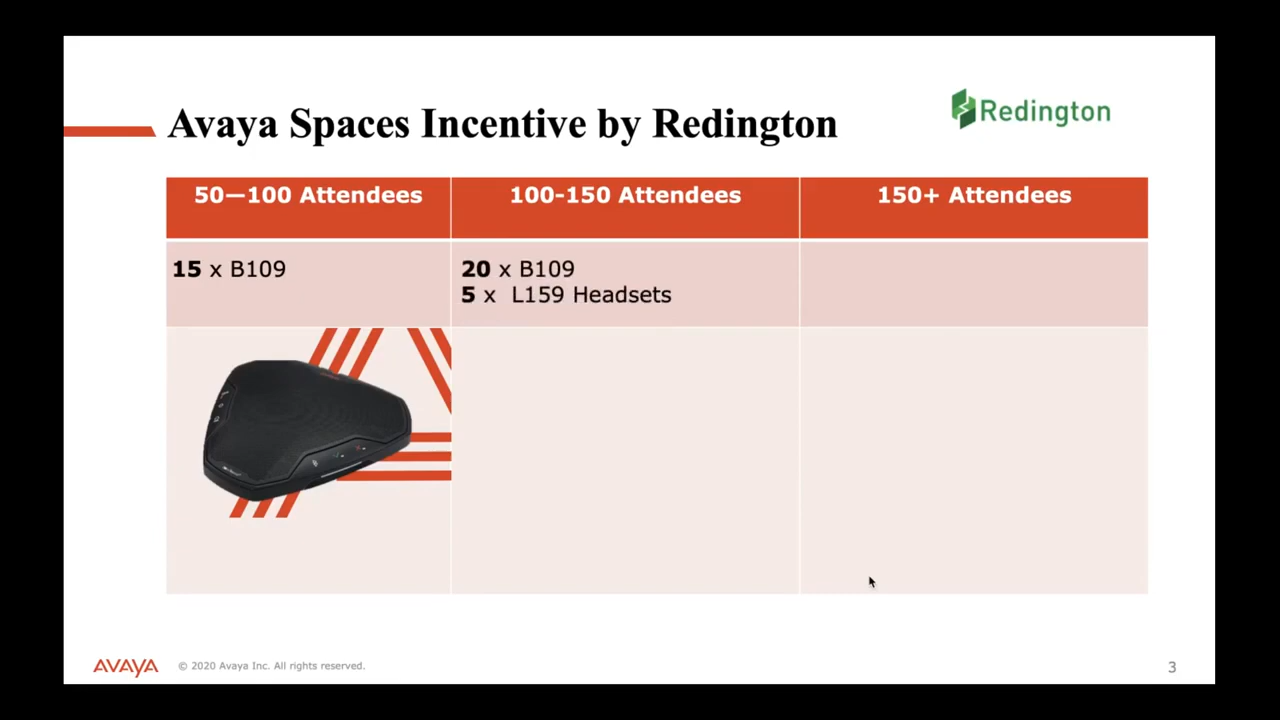 Avaya Spaces Incentive by Redington
Redington
50—100 Attendees
100-150 Attendees
150+ Attendees
15 x B109
20 x B109
5 x L159 Headsets
AVAYA
© 2020 Avaya Inc. All rights reserved.
3